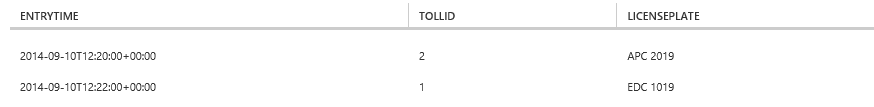 ENTRYTIME TOLLID LICENSEPLATE
2014-09-10T12:20:00+00:00 2 APC 2019
2014-09-10T12:22:00+00:00 1 EDC 1019